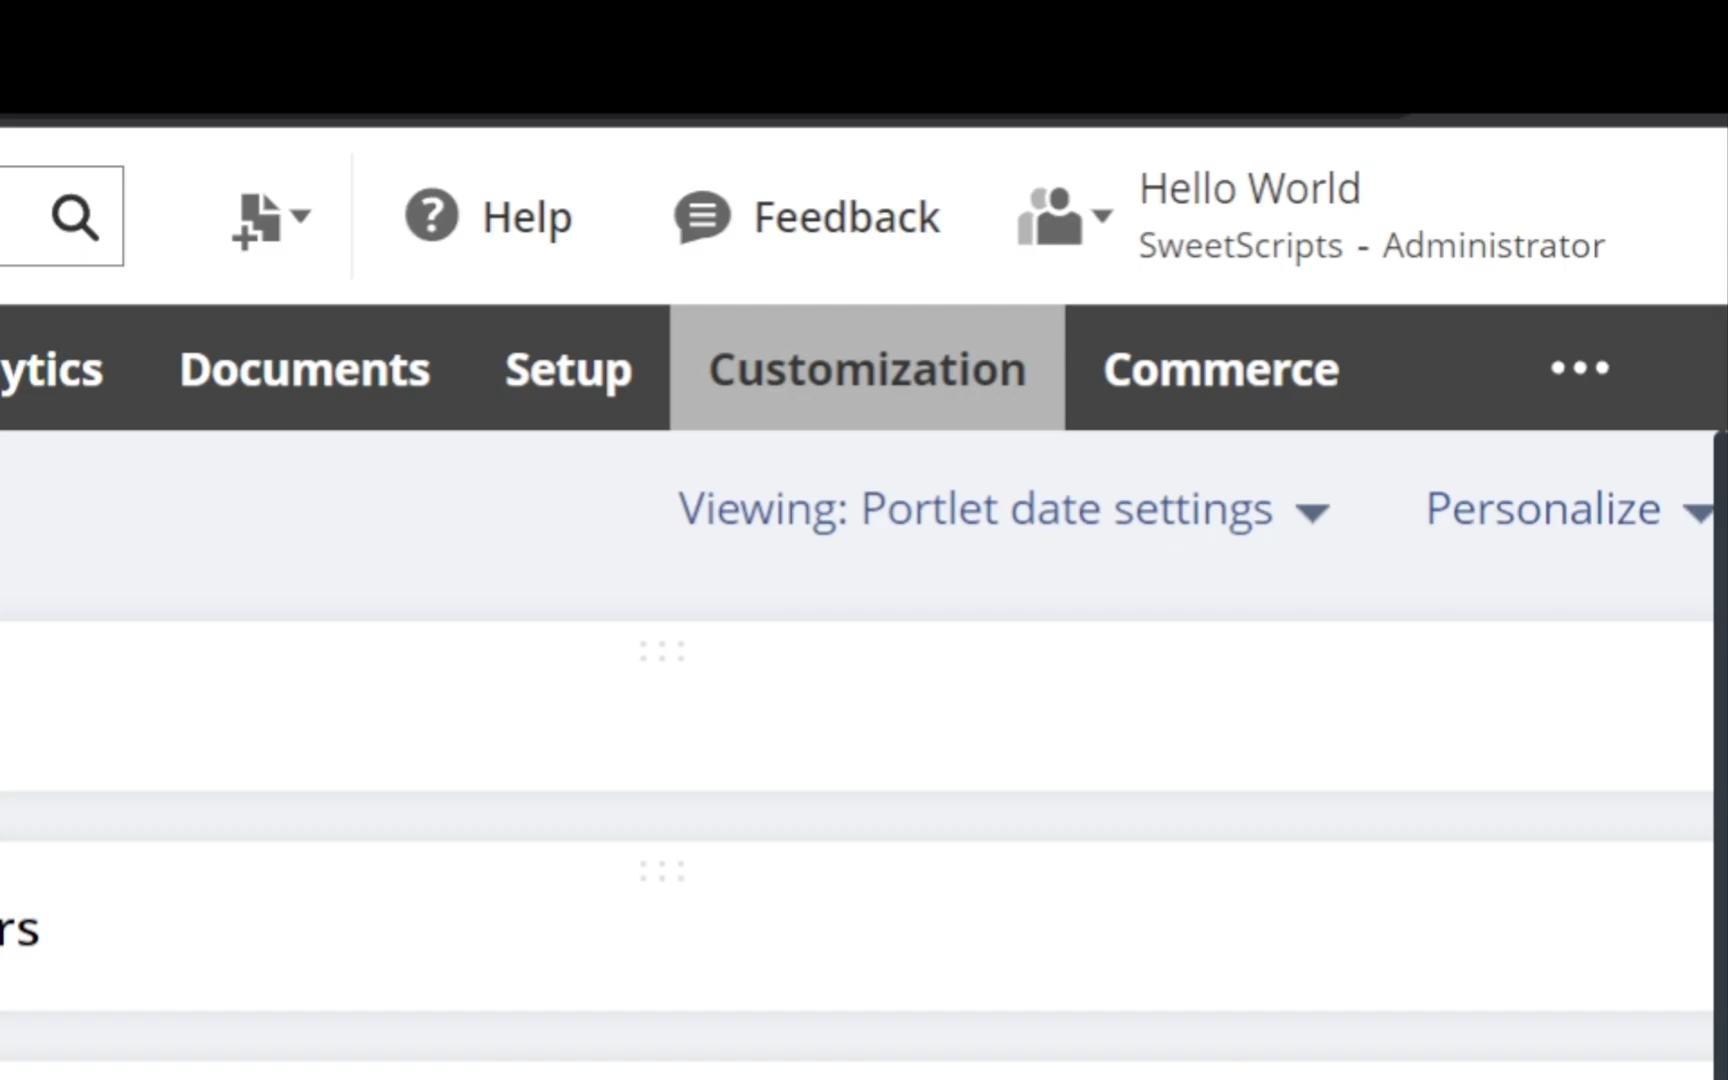 Help
Feedback
Hello World
SweetScripts - Administrator
ytics
Documents
Setup
Customization
Commerce
Viewing: Portlet date settings
Personalize
rs